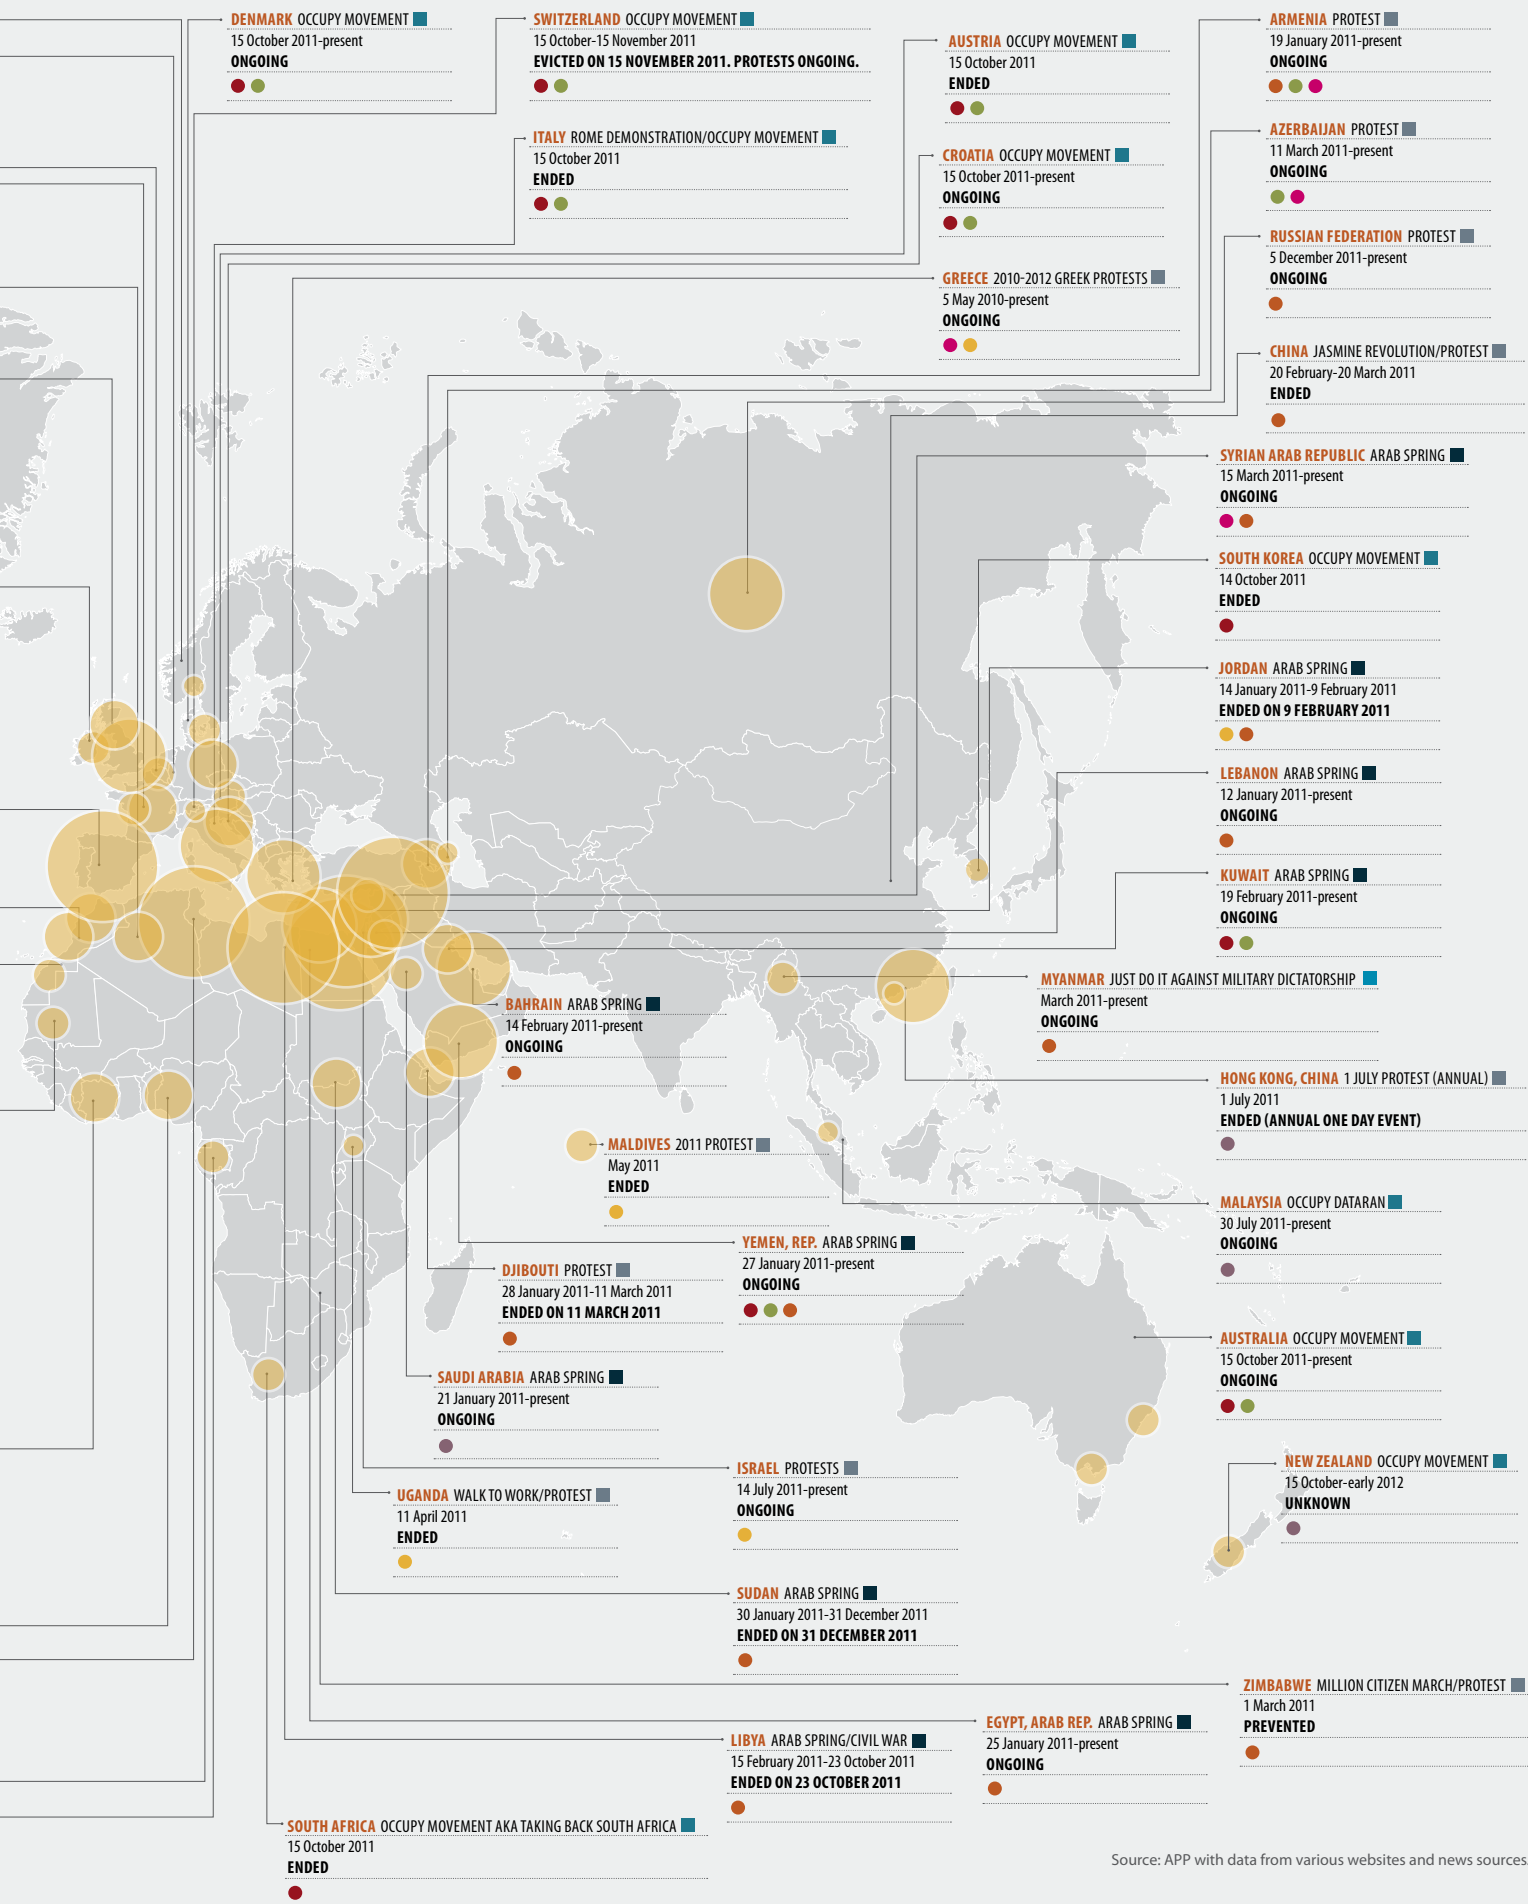 DENMARK OCCUPY MOVEMENT
15 October 2011-present
ONGOING
SWITZERLAND OCCUPY MOVEMENT
15 October-15 November 2011
EVICTED ON 15 NOVEMBER 2011. PROTESTS ONGOING.
ITALY ROME DEMONSTRATION/OCCUPY MOVEMENT
15 October 2011
ENDED
AUSTRIA OCCUPY MOVEMENT
15 October 2011
ENDED
CROATIA OCCUPY MOVEMENT
15 October 2011-present
ONGOING
GREECE 2010-2012 GREEK PROTESTS
5 May 2010-present
ONGOING
ARMENIA PROTEST
19 January 2011-present
ONGOING
AZERBAIJAN PROTEST
11 March 2011-present
ONGOING
RUSSIAN FEDERATION PROTEST
5 December 2011-present
ONGOING
CHINA JASMINE REVOLUTION/PROTEST
20 February-20 March 2011
ENDED
SYRIAN ARAB REPUBLIC ARAB SPRING
15 March 2011-present
ONGOING
SOUTH KOREA OCCUPY MOVEMENT
14 October 2011
ENDED
JORDAN ARAB SPRING
14 January 2011-9 February 2011
ENDED ON 9 FEBRUARY 2011
LEBANON ARAB SPRING
12 January 2011-present
ONGOING
KUWAIT ARAB SPRING
19 February 2011-present
ONGOING
MYANMAR JUST DO IT AGAINST MILITARY DICTATORSHIP
March 2011-present
ONGOING
BAHRAIN ARAB SPRING
14 February 2011-present
ONGOING
HONG KONG, CHINA 1 JULY PROTEST (ANNUAL)
1 July 2011
ENDED (ANNUAL ONE DAY EVENT)
MALDIVES 2011 PROTEST
May 2011
ENDED
MALAYSIA OCCUPY DATARAN
30 July 2011-present
ONGOING
YEMEN, REP. ARAB SPRING
27 January 2011-present
ONGOING
DJIBOUTI PROTEST
28 January 2011-11 March 2011
ENDED ON 11 MARCH 2011
AUSTRALIA OCCUPY MOVEMENT
15 October 2011-present
ONGOING
SAUDI ARABIA ARAB SPRING
21 January 2011-present
ONGOING
NEW ZEALAND OCCUPY MOVEMENT
15 October-early 2012
UNKNOWN
ISRAEL PROTESTS
14 July 2011-present
ONGOING
UGANDA WALK TO WORK/PROTEST
11 April 2011
ENDED
SUDAN ARAB SPRING
30 January 2011-31 December 2011
ENDED ON 31 DECEMBER 2011
ZIMBABWE MILLION CITIZEN MARCH/PROTEST
1 March 2011
PREVENTED
EGYPT, ARAB REP. ARAB SPRING
25 January 2011-present
ONGOING
LIBYA ARAB SPRING/CIVIL WAR
15 February 2011-23 October 2011
ENDED ON 23 OCTOBER 2011
SOUTH AFRICA OCCUPY MOVEMENT AKA TAKING BACK SOUTH AFRICA
15 October 2011
ENDED
Source: APP with data from various websites and news sources.